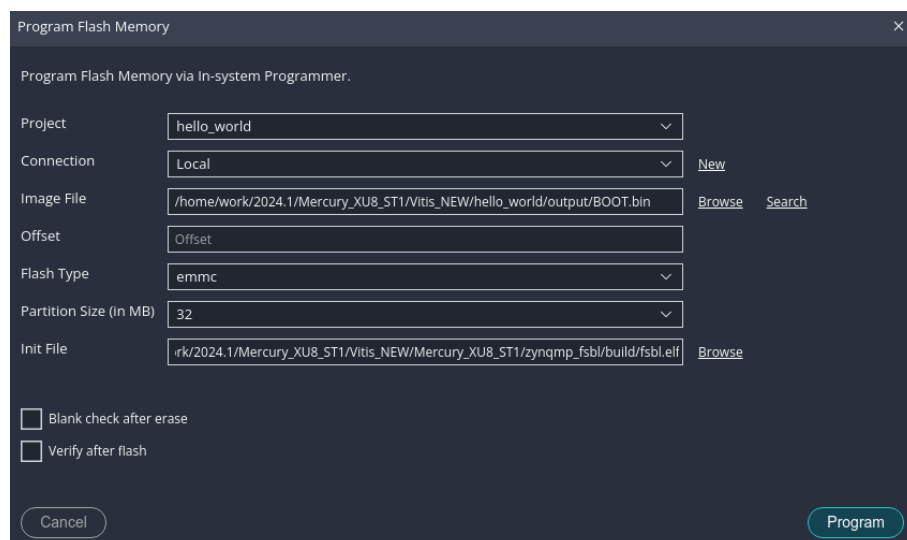 Program Flash Memory
Program Flash Memory via In-system Programmer.
Project hello_world
Connection Local New
Image File /home/work/2024.1/Mercury_XU8_ST1/Vitis_NEW/hello_world/output/BOOT.bin Browse Search
Offset Offset
Flash Type emmc
Partition Size (in MB) 32
Init File rk/2024.1/Mercury_XU8_ST1/Vitis_NEW/Mercury_XU8_ST1/zynqmp_fsbl/build/fsbl.elf Browse
Blank check after erase
Verify after flash
Cancel Program